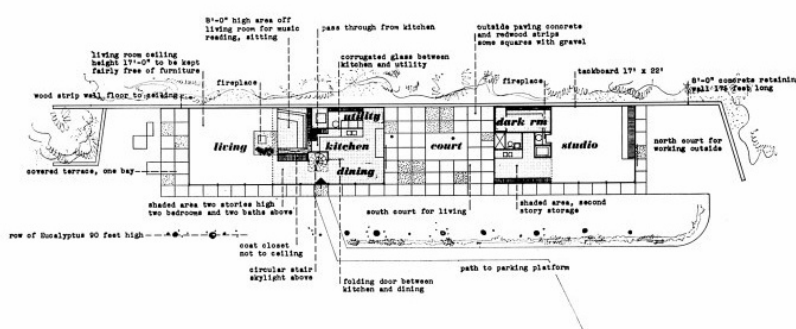 8'-0" high area off
living room for music
reading, sitting
pass through from kitchen
outside paving concrete
and redwood strips
some squares with gravel
living room ceiling
height 17'-0" to be kept
fairly free of furniture
corrugated glass between
kitchen and utility
fireplace
fireplace
tackboard 17' x 22'
8'-0" concrete retaining
wall 175 feet long
wood strip wall floor to ceiling
utility
dark rm
living
kitchen
court
studio
north court for
working outside
dining
covered terrace, one bay
shaded area two stories high
two bedrooms and two baths above
south court for living
shaded area, second
story storage
row of Eucalyptus 90 feet high
coat closet
not to ceiling
circular stair
skylight above
folding door between
kitchen and dining
path to parking platform